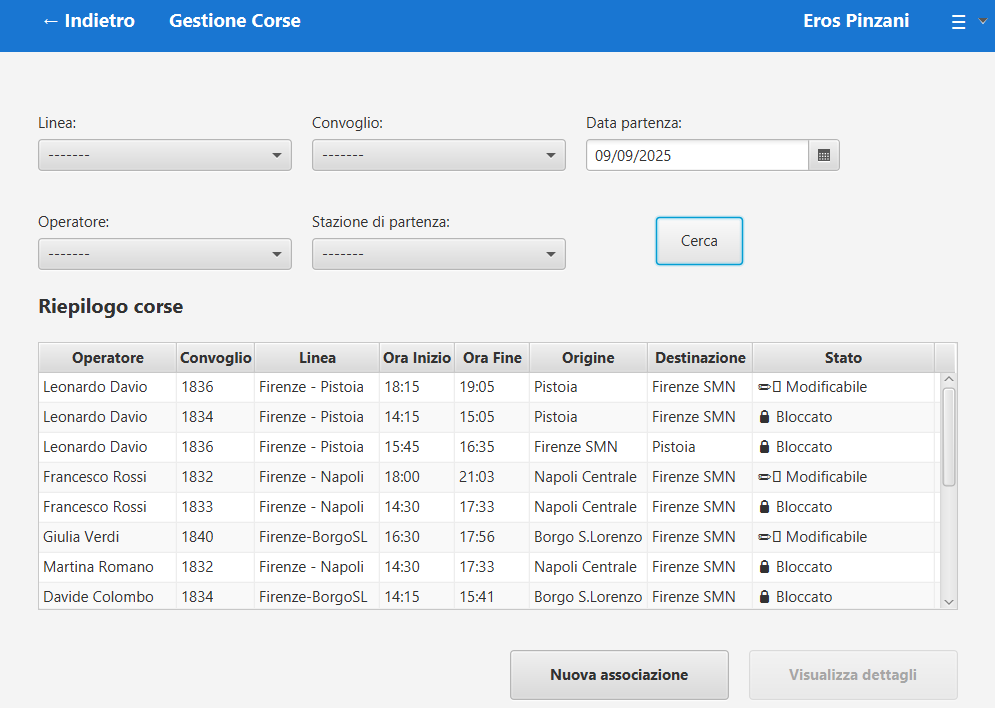 ← Indietro Gestione Corse Eros Pinzani ☰
Linea: Convoglio: Data partenza:
------- ------- 09/09/2025
Operatore: Stazione di partenza:
------- ------- Cerca
Riepilogo corse
Operatore Convoglio Linea Ora Inizio Ora Fine Origine Destinazione Stato
Leonardo Davio 1836 Firenze - Pistoia 18:15 19:05 Pistoia Firenze SMN ✏️ Modificabile
Leonardo Davio 1834 Firenze - Pistoia 14:15 15:05 Pistoia Firenze SMN 🔒 Bloccato
Leonardo Davio 1836 Firenze - Pistoia 15:45 16:35 Firenze SMN Pistoia 🔒 Bloccato
Francesco Rossi 1832 Firenze - Napoli 18:00 21:03 Napoli Centrale Firenze SMN ✏️ Modificabile
Francesco Rossi 1833 Firenze - Napoli 14:30 17:33 Napoli Centrale Firenze SMN 🔒 Bloccato
Giulia Verdi 1840 Firenze-BorgoSL 16:30 17:56 Borgo S.Lorenzo Firenze SMN ✏️ Modificabile
Martina Romano 1832 Firenze - Napoli 14:30 17:33 Napoli Centrale Firenze SMN 🔒 Bloccato
Davide Colombo 1834 Firenze-BorgoSL 14:15 15:41 Borgo S.Lorenzo Firenze SMN 🔒 Bloccato
Nuova associazione Visualizza dettagli